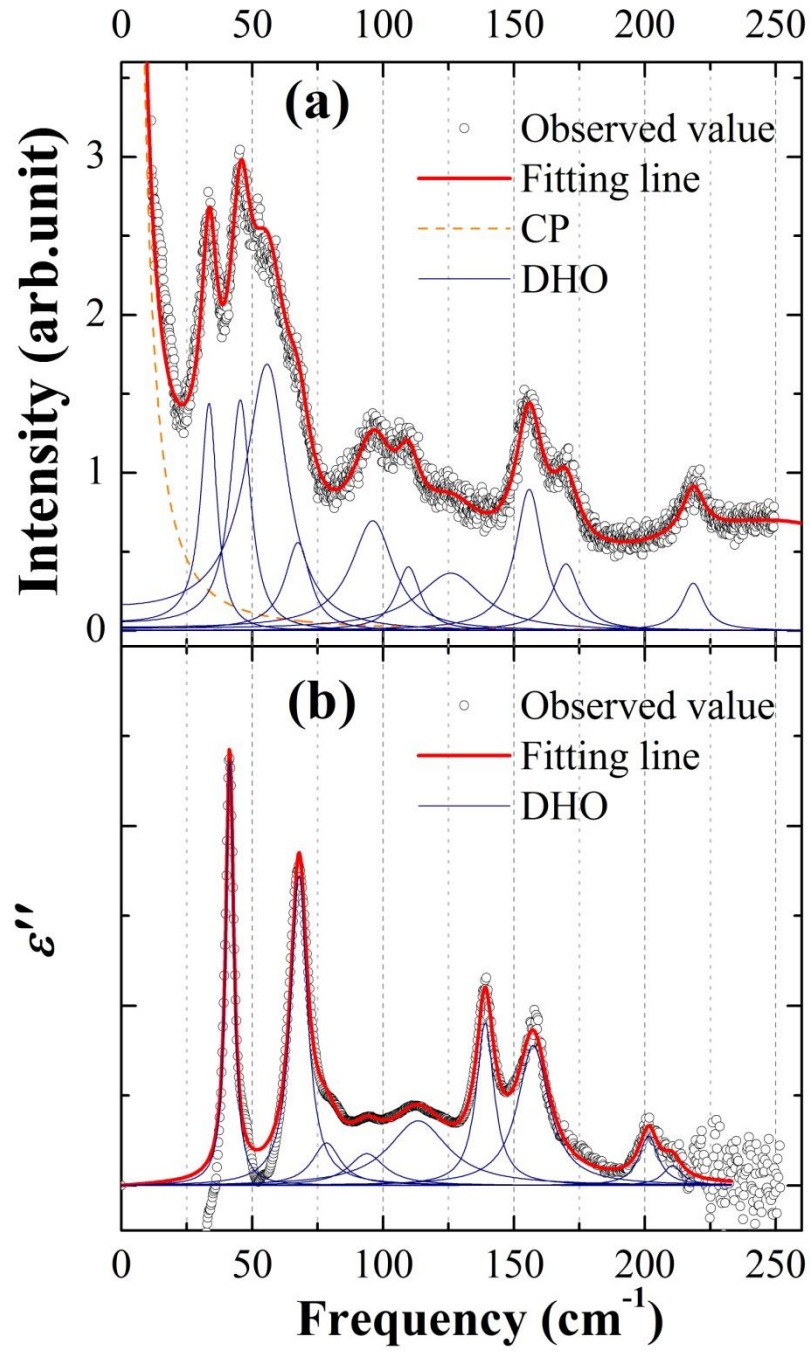 0 50 100 150 200 250
(a)
Observed value
Fitting line
CP
DHO
3
2
1
0
Intensity (arb.unit)
(b)
Observed value
Fitting line
DHO
ε''
0 50 100 150 200 250
Frequency (cm⁻¹)